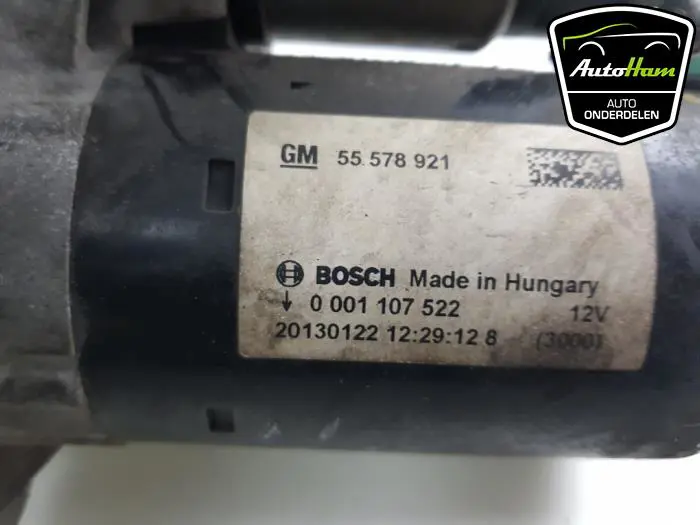 AutoHam
AUTO
ONDERDELEN
GM 55 578 921
BOSCH Made in Hungary
0 001 107 522 12V
20130122 12:29:12 8 (3000)